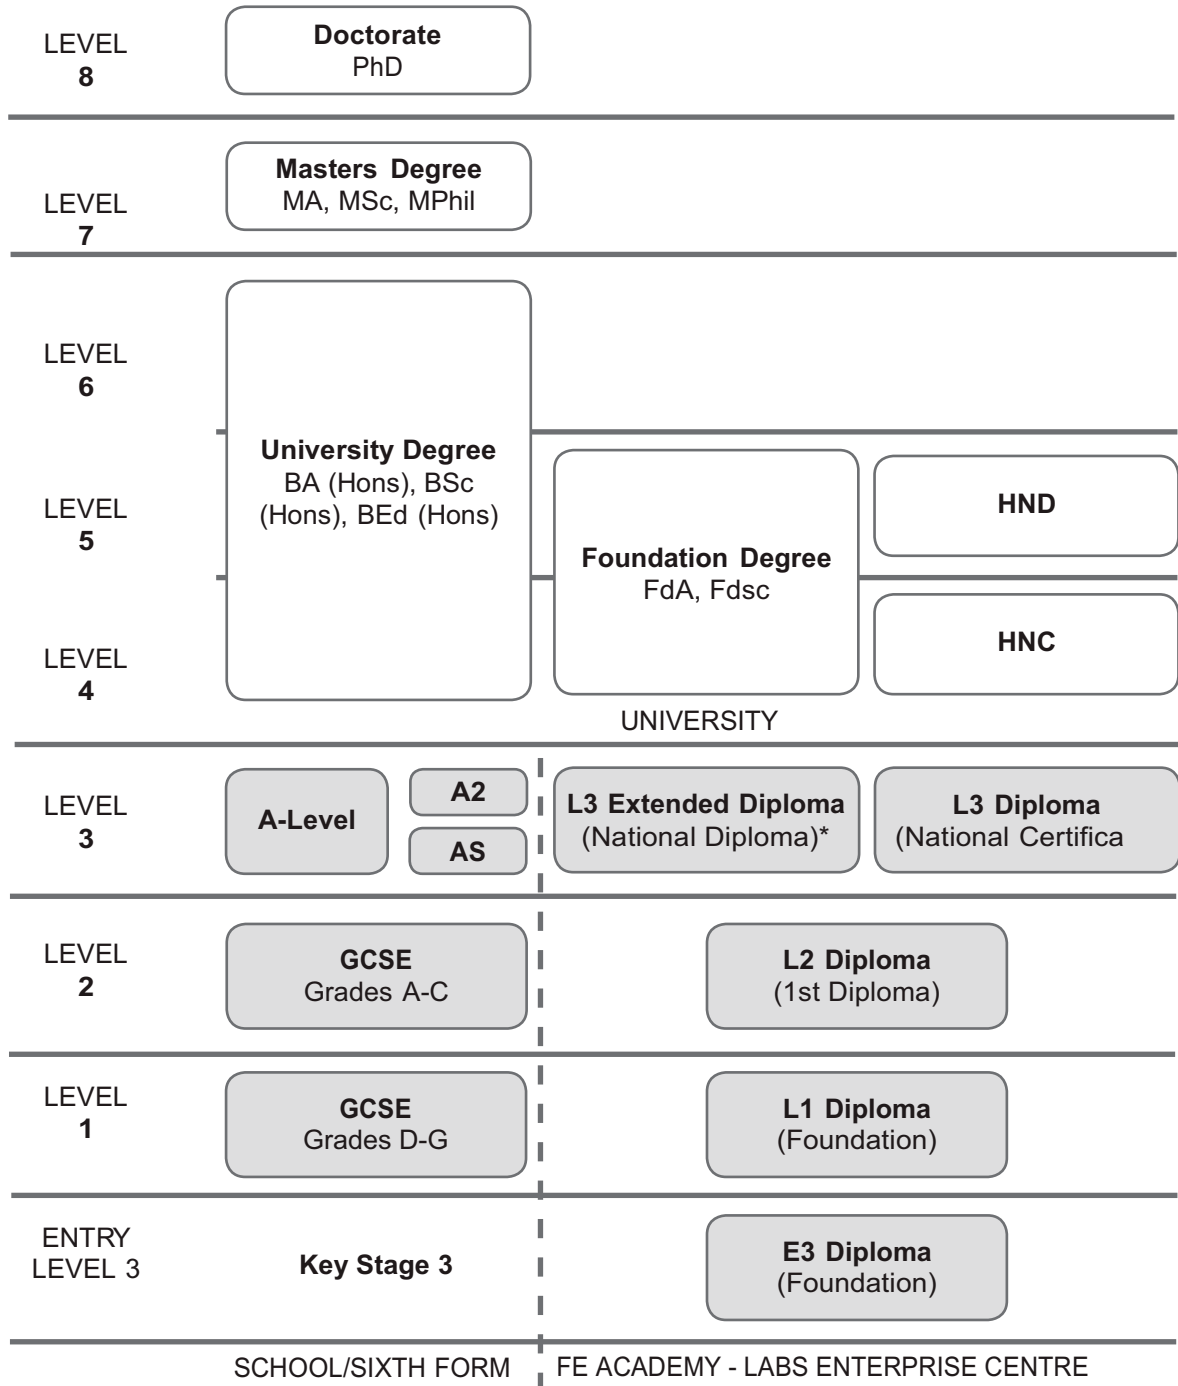 LEVEL
8
Doctorate
PhD
LEVEL
7
Masters Degree
MA, MSc, MPhil
LEVEL
6
University Degree
BA (Hons), BSc
(Hons), BEd (Hons)
LEVEL
5
Foundation Degree
FdA, Fdsc
HND
LEVEL
4
HNC
UNIVERSITY
LEVEL
3
A-Level
A2
AS
L3 Extended Diploma
(National Diploma)*
L3 Diploma
(National Certifica
LEVEL
2
GCSE
Grades A-C
L2 Diploma
(1st Diploma)
LEVEL
1
GCSE
Grades D-G
L1 Diploma
(Foundation)
ENTRY
LEVEL 3
Key Stage 3
E3 Diploma
(Foundation)
SCHOOL/SIXTH FORM
FE ACADEMY - LABS ENTERPRISE CENTRE